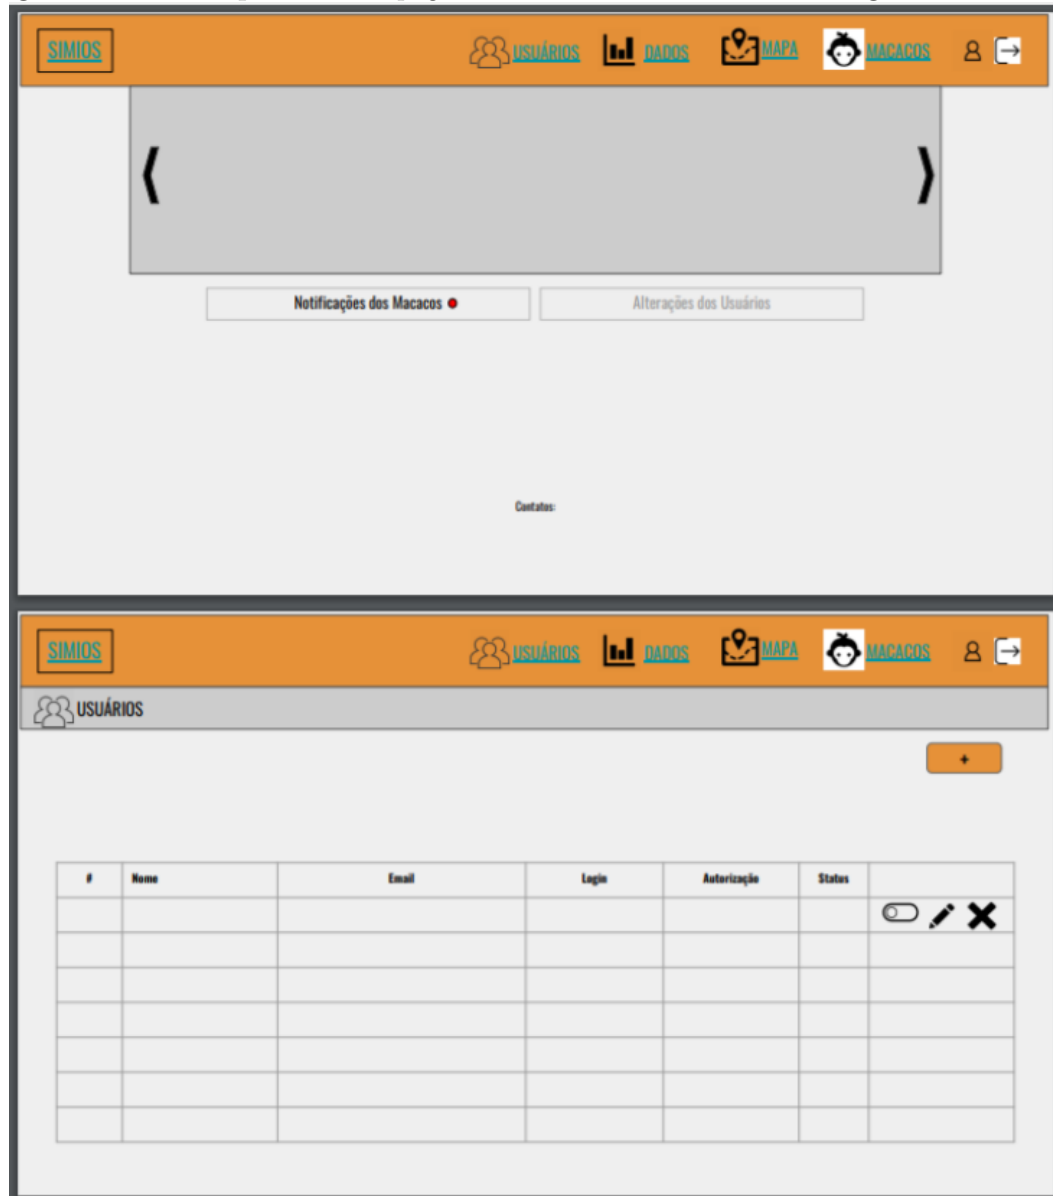 SIMIOS USUÁRIOS DADOS MAPA MACACOS
Notificações dos Macacos Alterações dos Usuários
Contatos:
SIMIOS USUÁRIOS DADOS MAPA MACACOS
USUÁRIOS
+
# Nome Email Login Autorização Status